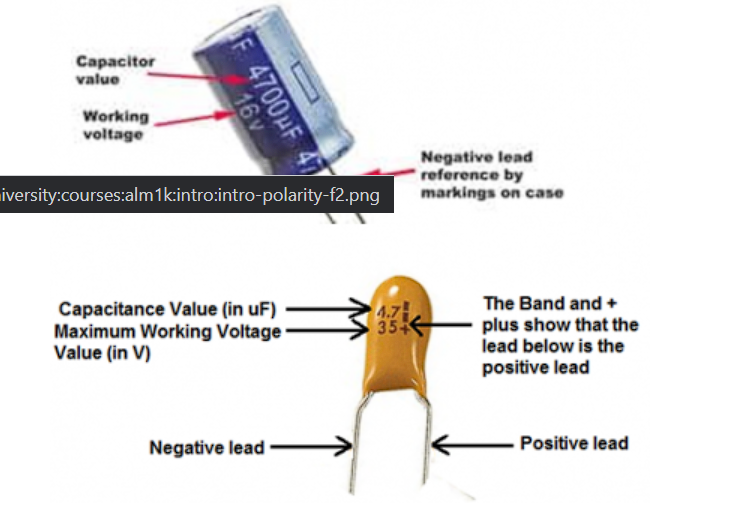 Capacitor
value
F 4700µF 47
16V
Working
voltage
Negative lead
reference by
markings on case
iversity:courses:alm1k:intro:intro-polarity-f2.png
Capacitance Value (in uF)
Maximum Working Voltage
Value (in V)
4.7
35+
The Band and +
plus show that the
lead below is the
positive lead
Negative lead
Positive lead